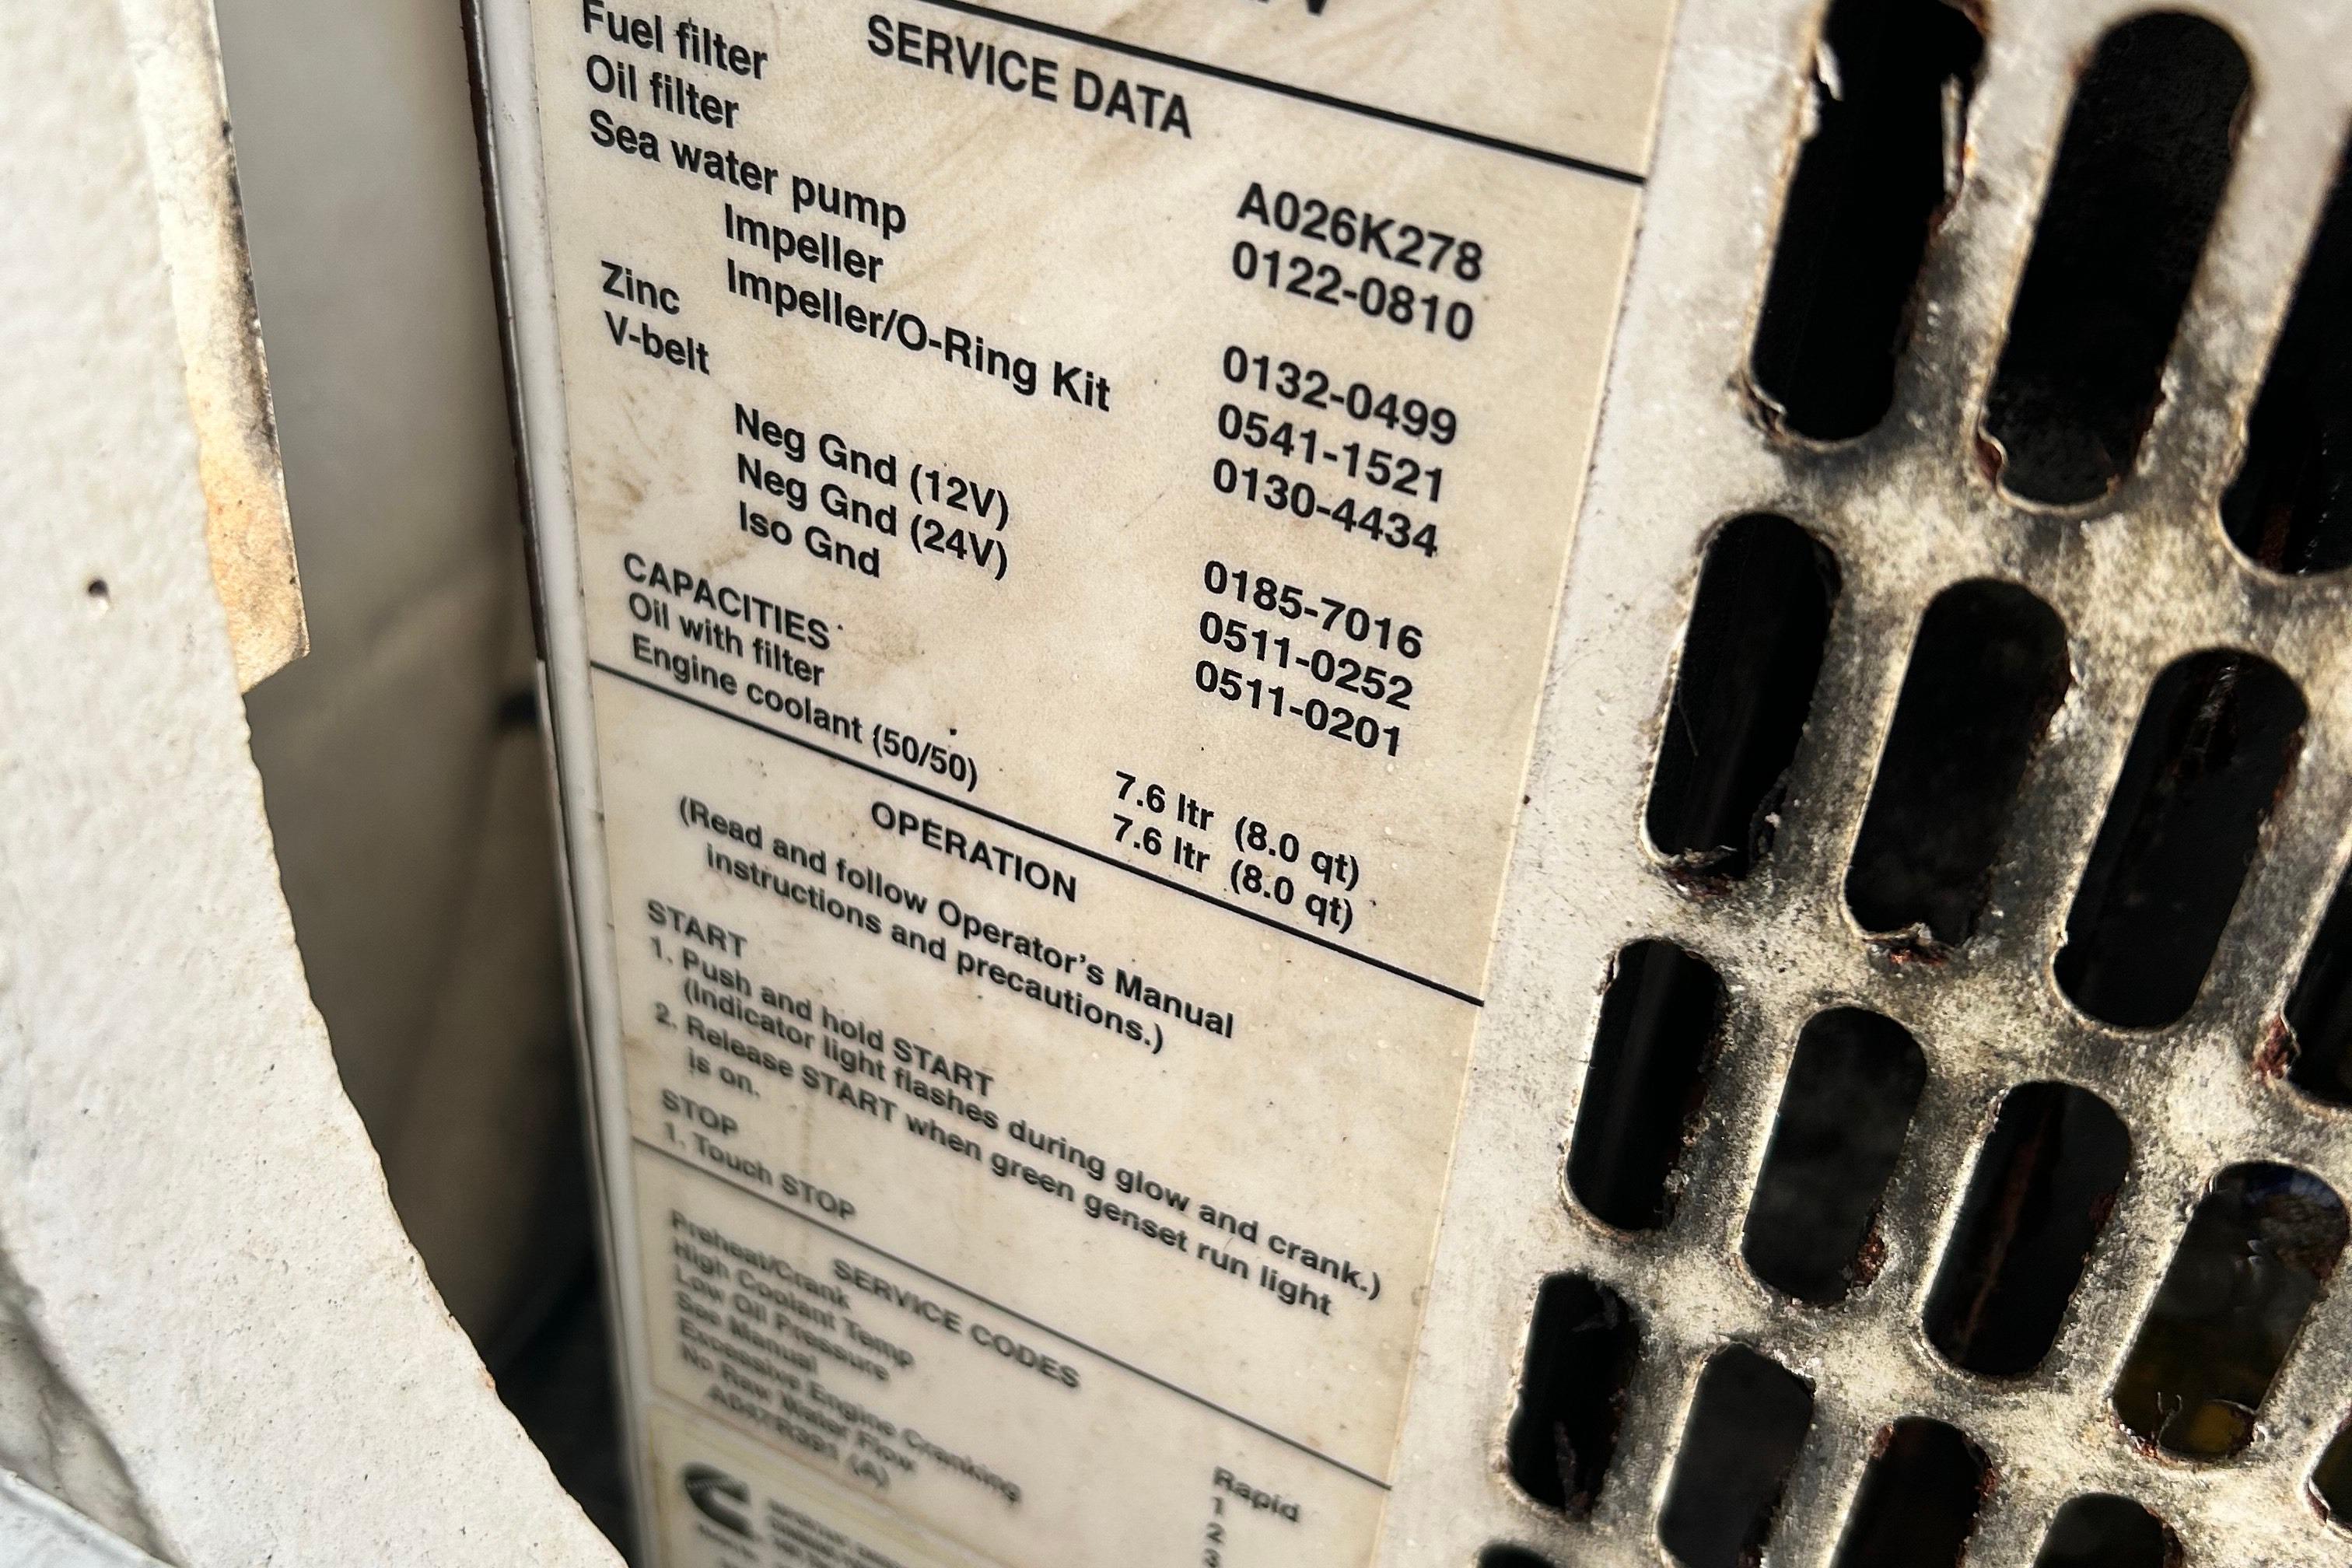 SERVICE DATA
Fuel filter A026K278
Oil filter 0122-0810
Sea water pump
Impeller 0132-0499
Impeller/O-Ring Kit 0541-1521
Zinc 0130-4434
V-belt
Neg Gnd (12V) 0185-7016
Neg Gnd (24V) 0511-0252
Iso Gnd 0511-0201
CAPACITIES
Oil with filter 7.6 ltr (8.0 qt)
Engine coolant (50/50) 7.6 ltr (8.0 qt)
OPERATION
(Read and follow Operator's Manual
instructions and precautions.)
START
1. Push and hold START
(Indicator light flashes during glow and crank.)
2. Release START when green genset run light
is on.
STOP
1. Touch STOP
SERVICE CODES
Preheat/Crank Rapid
High Coolant Temp 1
Low Oil Pressure 2
See Manual 3
Excessive Engine Cranking
No Raw Water Flow